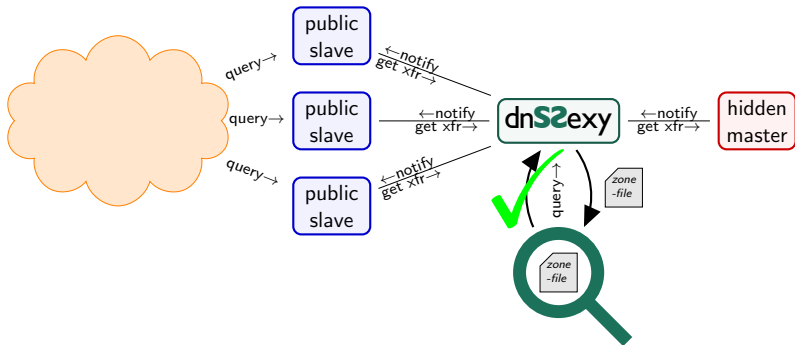 public
slave
←notify
get xfr→
query→
query→
public
slave
←notify
get xfr→
dnSSexy
←notify
get xfr→
hidden
master
query→
public
slave
←notify
get xfr→
query→
zone
-file
zone
-file